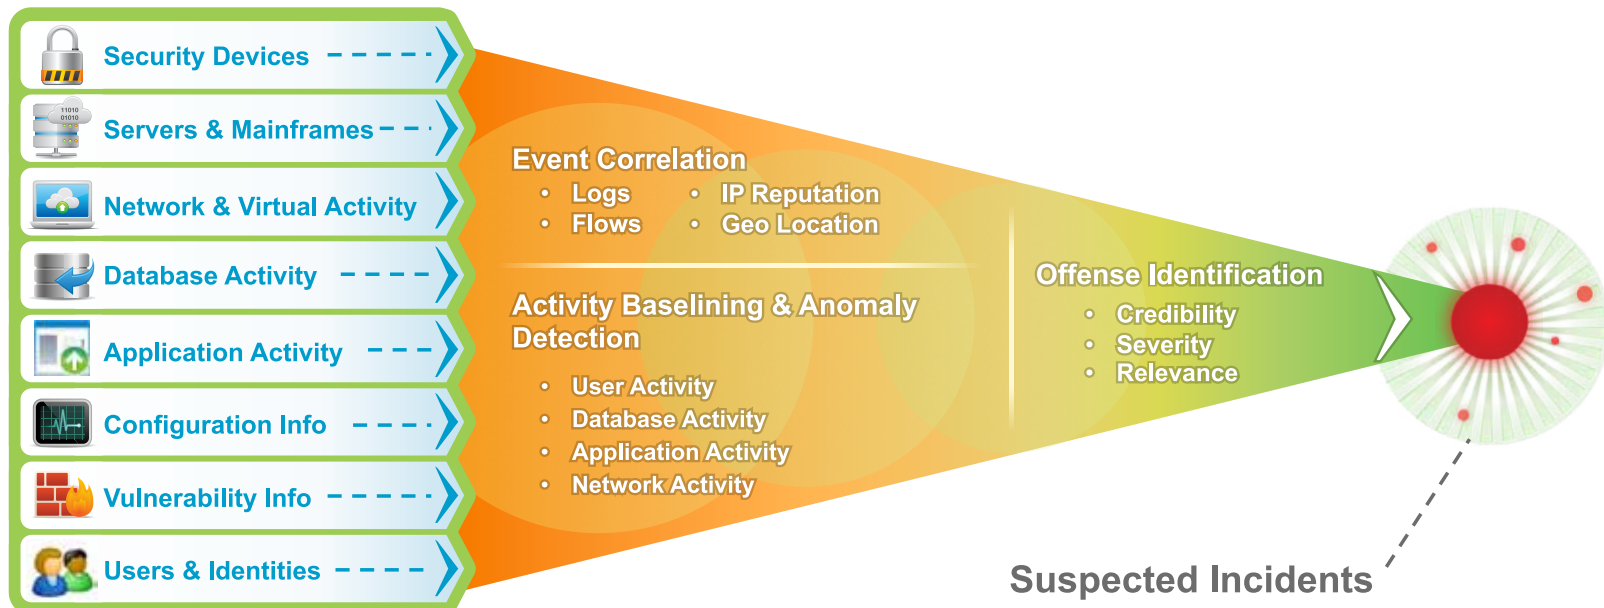 Security Devices
11010
01010
Servers & Mainframes
Network & Virtual Activity
Database Activity
Application Activity
Configuration Info
Vulnerability Info
Users & Identities
Event Correlation
• Logs
• Flows
• IP Reputation
• Geo Location
Activity Baselining & Anomaly
Detection
• User Activity
• Database Activity
• Application Activity
• Network Activity
Offense Identification
• Credibility
• Severity
• Relevance
Suspected Incidents